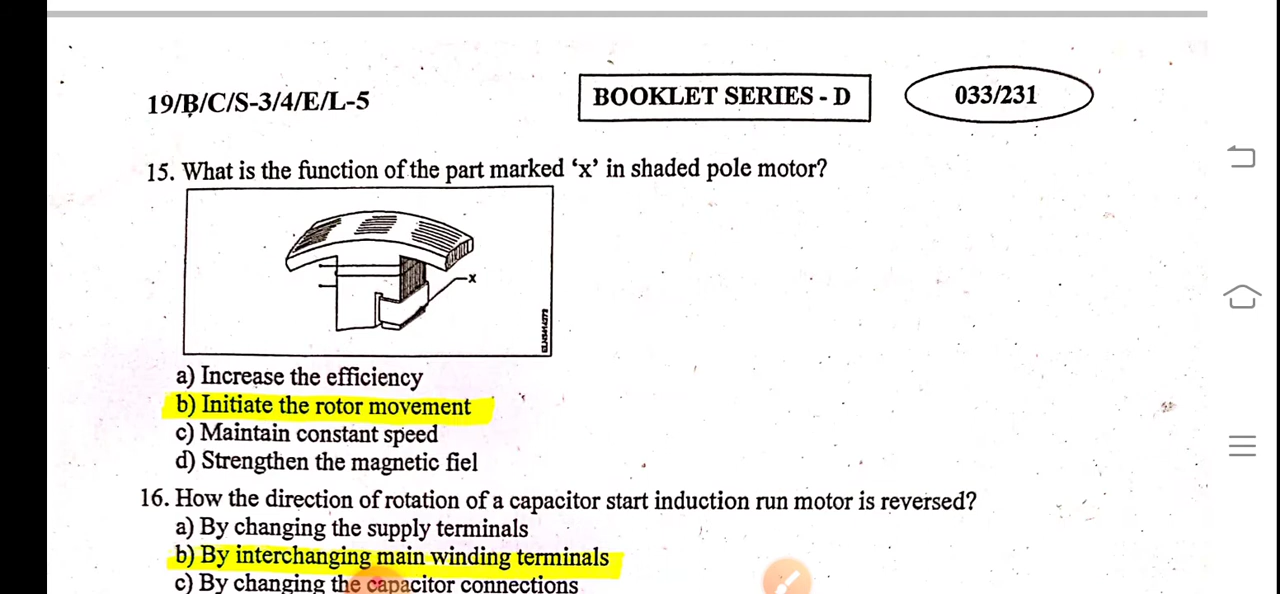 19/B/C/S-3/4/E/L-5
BOOKLET SERIES - D
033/231
15. What is the function of the part marked ‘x’ in shaded pole motor?
x
a) Increase the efficiency
b) Initiate the rotor movement
c) Maintain constant speed
d) Strengthen the magnetic fiel
16. How the direction of rotation of a capacitor start induction run motor is reversed?
a) By changing the supply terminals
b) By interchanging main winding terminals
c) By changing the capacitor connections